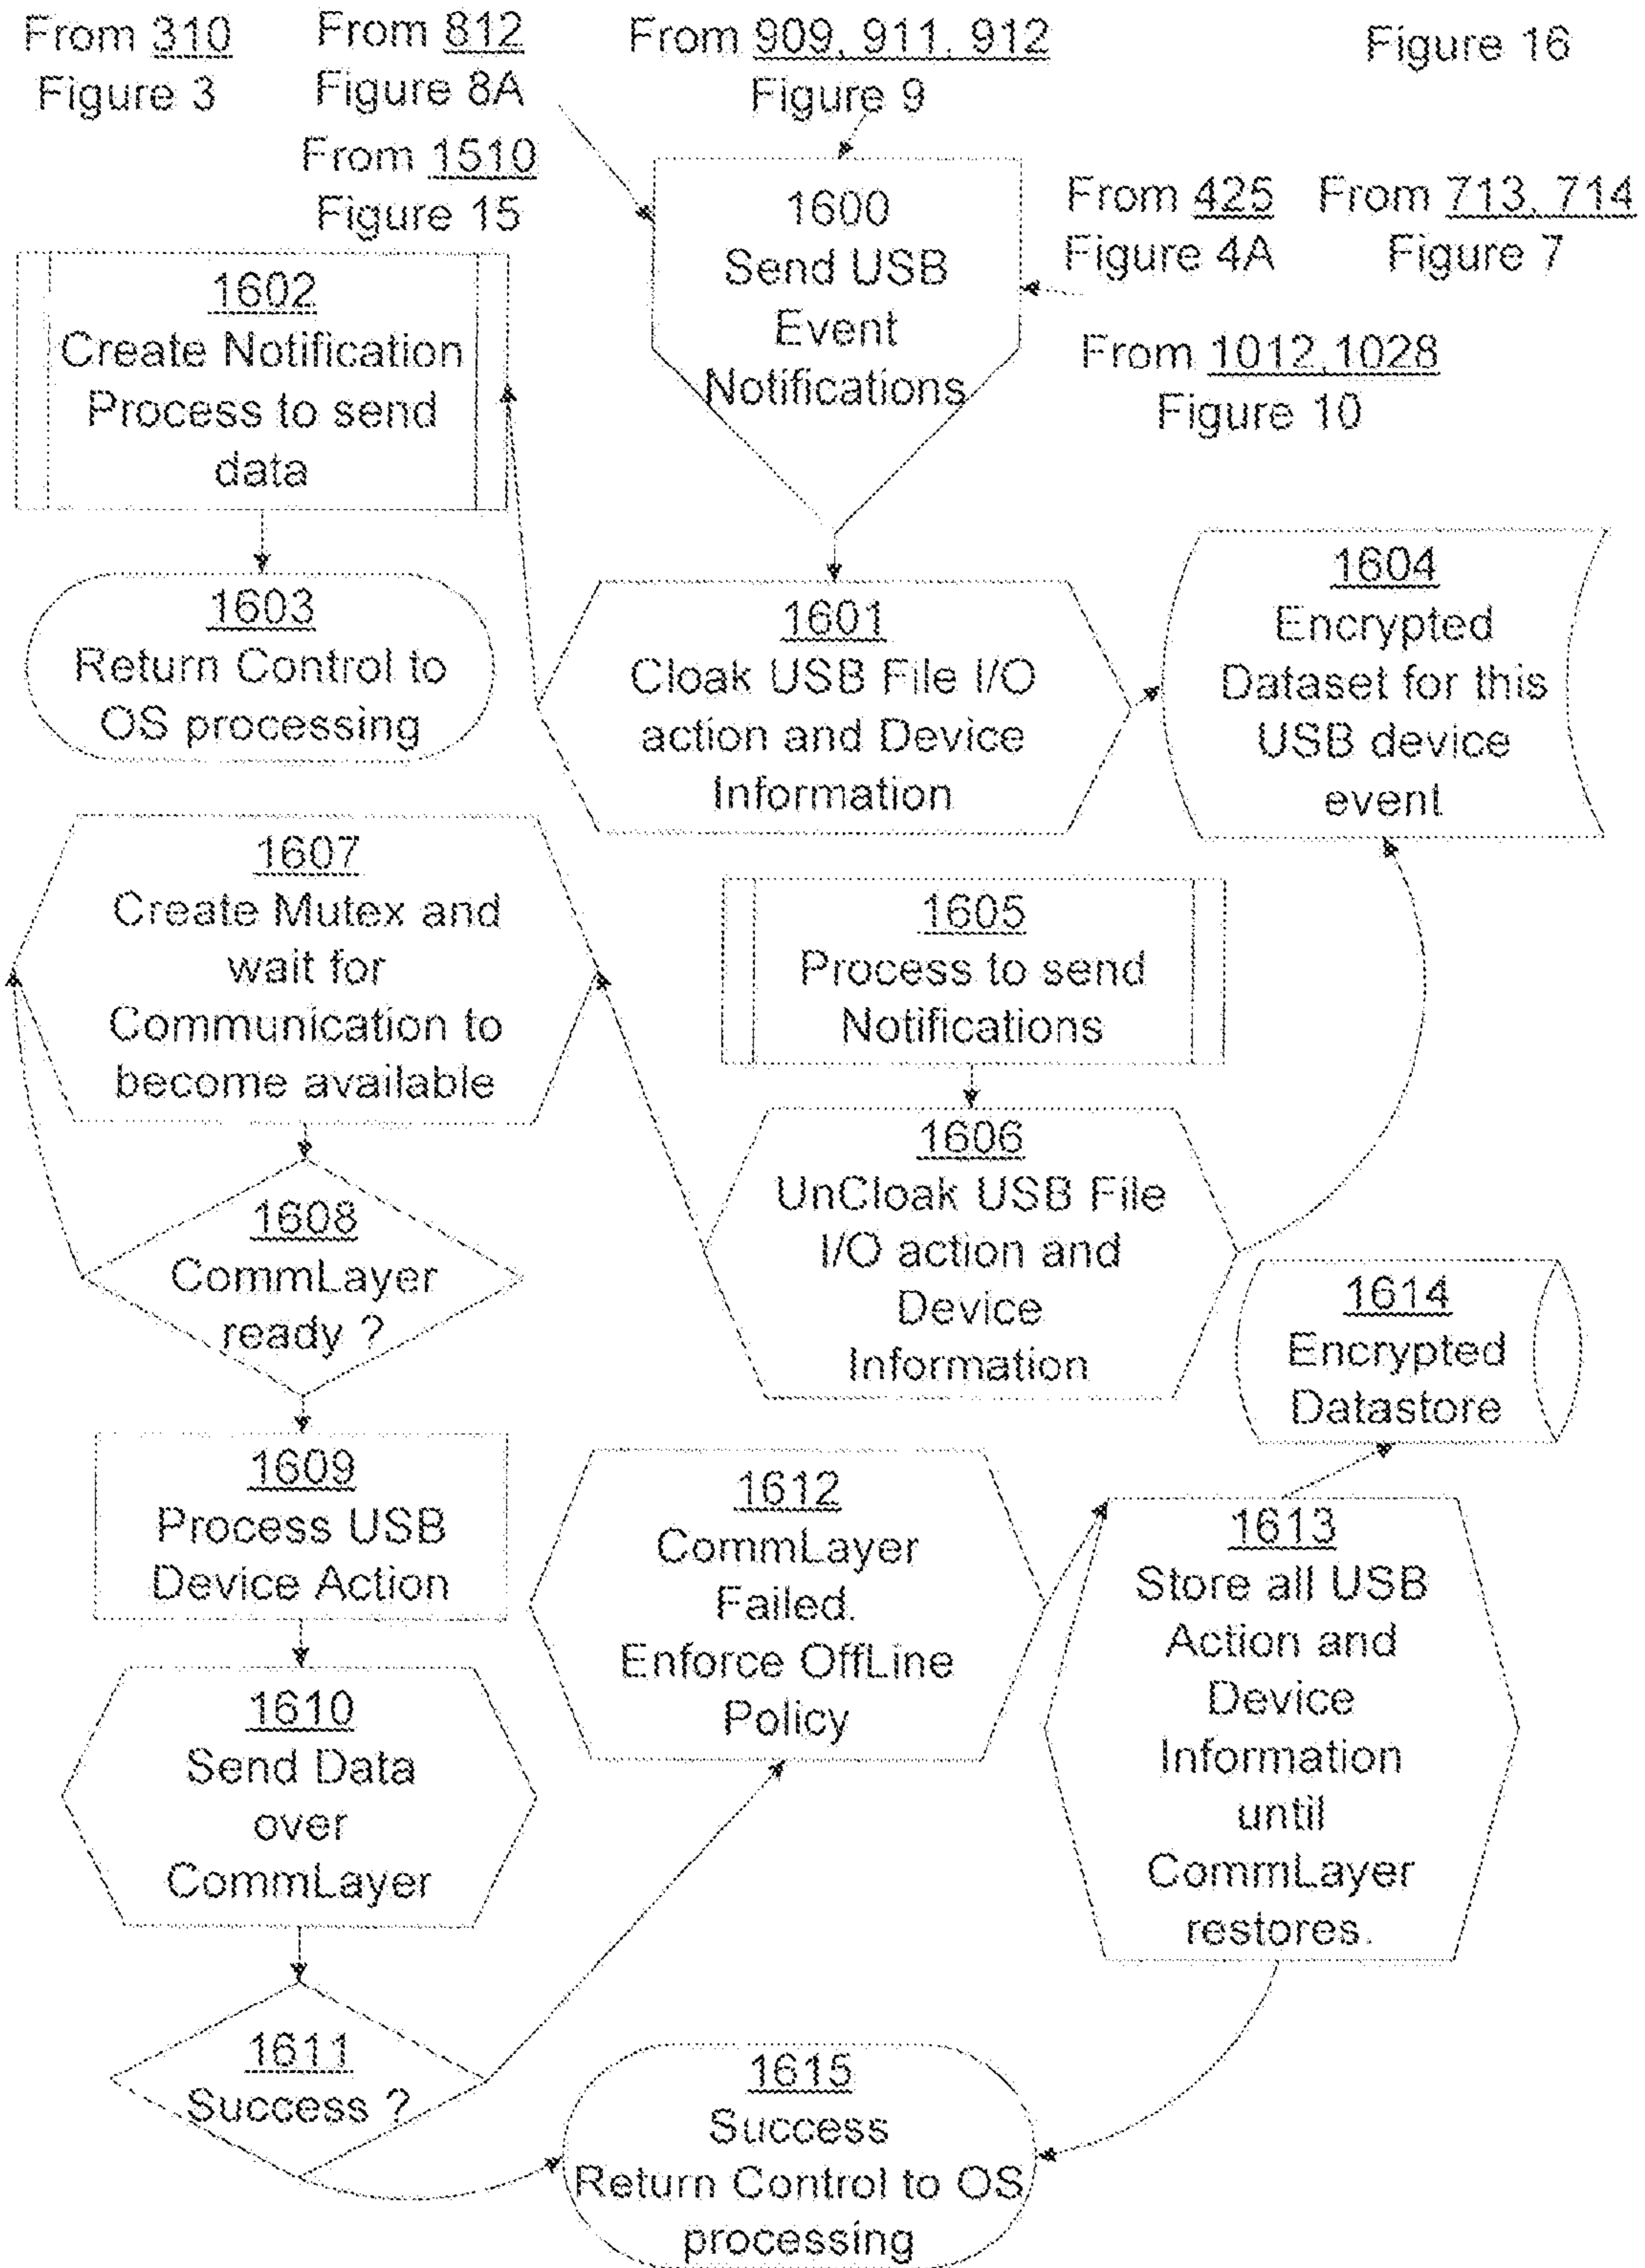 From 310
Figure 3
From 812
Figure 8A
From 1510
Figure 15
From 909, 911, 912
Figure 9
Figure 16
1600
Send USB
Event
Notifications
From 425
Figure 4A
From 713, 714
Figure 7
From 1012,1028
Figure 10
1602
Create Notification
Process to send
data
1603
Return Control to
OS processing
1601
Cloak USB File I/O
action and Device
Information
1604
Encrypted
Dataset for this
USB device
event
1607
Create Mutex and
wait for
Communication to
become available
1605
Process to send
Notifications
1606
UnCloak USB File
I/O action and
Device
Information
1608
CommLayer
ready ?
1614
Encrypted
Datastore
1609
Process USB
Device Action
1612
CommLayer
Failed.
Enforce OffLine
Policy
1613
Store all USB
Action and
Device
Information
until
CommLayer
restores.
1610
Send Data
over
CommLayer
1611
Success ?
1615
Success
Return Control to OS
processing